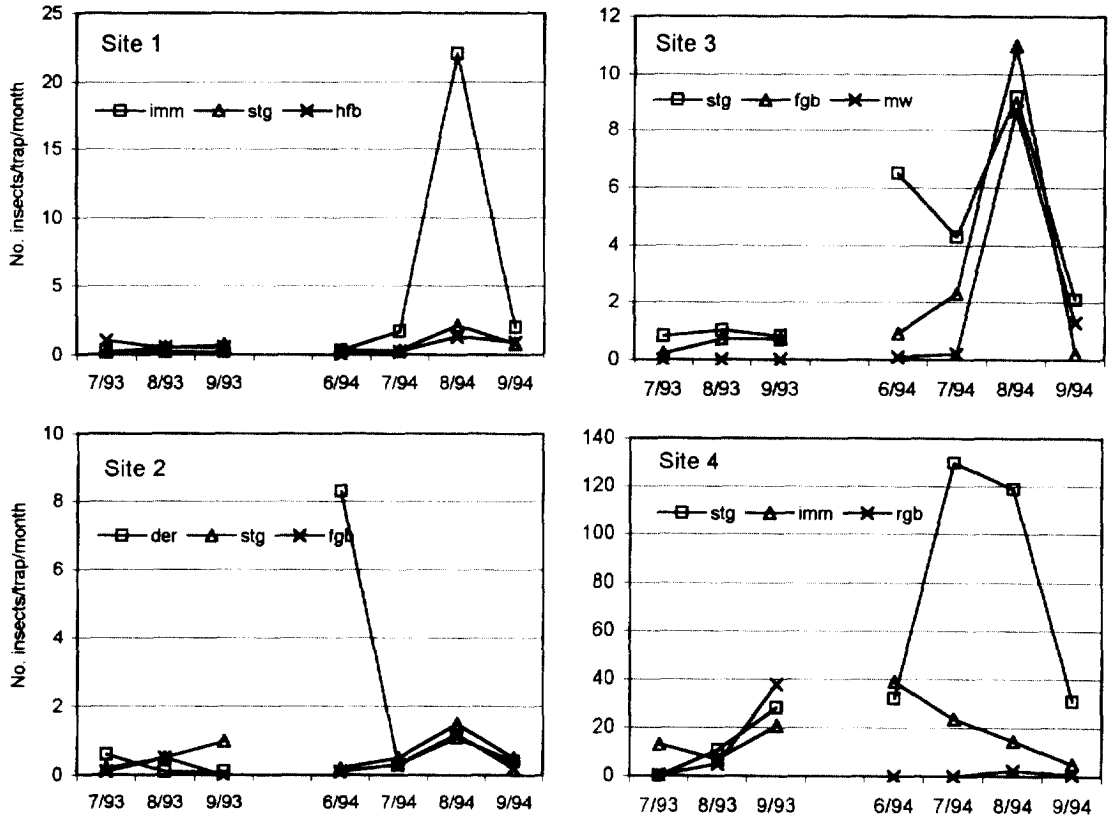 Site 1
No. insects/trap/month
25
20
15
10
5
0
imm stg hfb
7/93 8/93 9/93 6/94 7/94 8/94 9/94
Site 3
12
10
8
6
4
2
0
stg fgb mw
7/93 8/93 9/93 6/94 7/94 8/94 9/94
Site 2
No. insects/trap/month
10
8
6
4
2
0
der stg fgb
7/93 8/93 9/93 6/94 7/94 8/94 9/94
Site 4
140
120
100
80
60
40
20
0
stg imm rgb
7/93 8/93 9/93 6/94 7/94 8/94 9/94